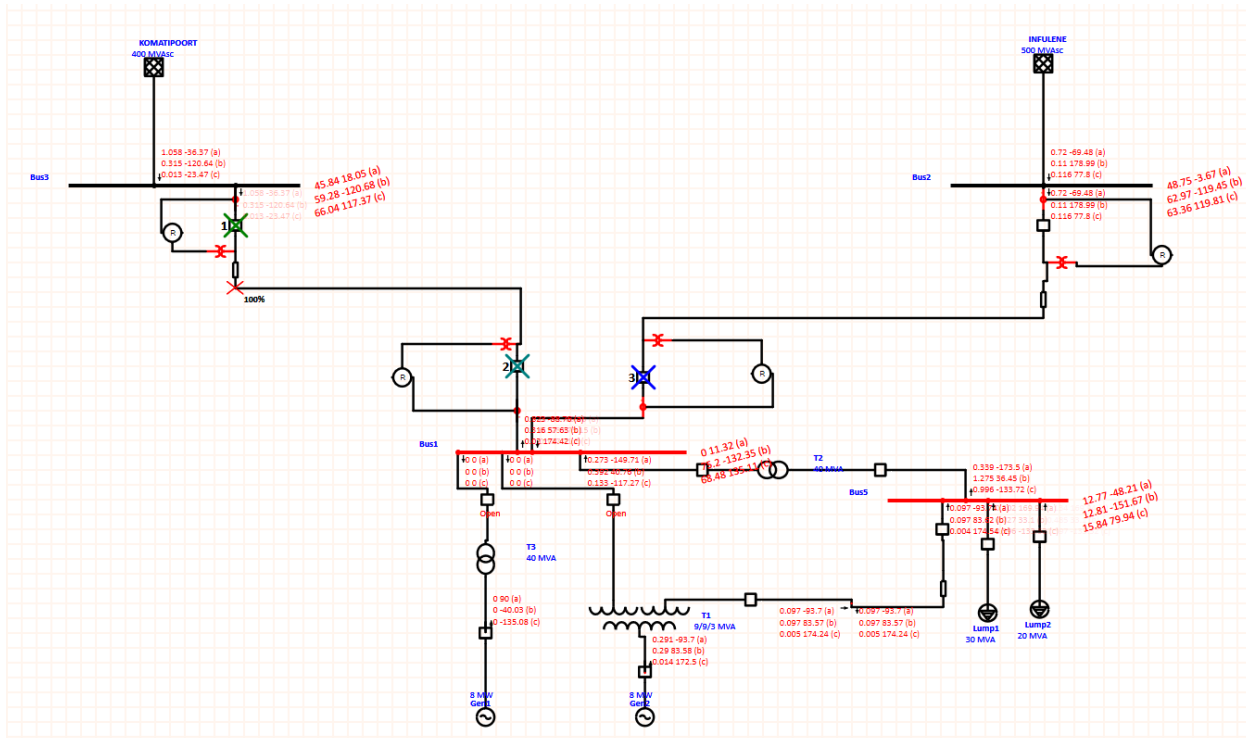 KOMATIPOORT
400 MVAsc
INFULENE
500 MVAsc
1.058 -36.37 (a)
0.315 -120.64 (b)
0.013 -23.47 (c)
0.72 -69.48 (a)
0.11 178.99 (b)
0.116 77.8 (c)
Bus3
Bus2
45.84 18.05 (a)
59.28 -120.68 (b)
66.04 117.37 (c)
48.75 -3.67 (a)
62.97 -119.45 (b)
63.36 119.81 (c)
0.72 -69.48 (a)
0.11 178.99 (b)
0.116 77.8 (c)
1
R
R
100%
2
R
3
R
Bus1
0 0 (a)
0 0 (b)
0 0 (c)
0 0 (a)
0 0 (b)
0 0 (c)
0.273 -149.71 (a)
0.133 -117.27 (c)
0 11.32 (a)
T2
40 MVA
Bus5
0.339 -173.5 (a)
1.275 36.45 (b)
0.996 -133.72 (c)
12.77 -48.21 (a)
12.81 -151.67 (b)
15.84 79.94 (c)
Open
Open
T3
40 MVA
0 90 (a)
0 -40.03 (b)
0 -135.08 (c)
T1
9/9/3 MVA
0.291 -93.7 (a)
0.29 83.58 (b)
0.014 172.5 (c)
0.097 -93.7 (a)
0.097 83.57 (b)
0.005 174.24 (c)
0.097 -93.7 (a)
0.097 83.57 (b)
0.005 174.24 (c)
Lump1
30 MVA
Lump2
20 MVA
8 MW
Gen1
8 MW
Gen2